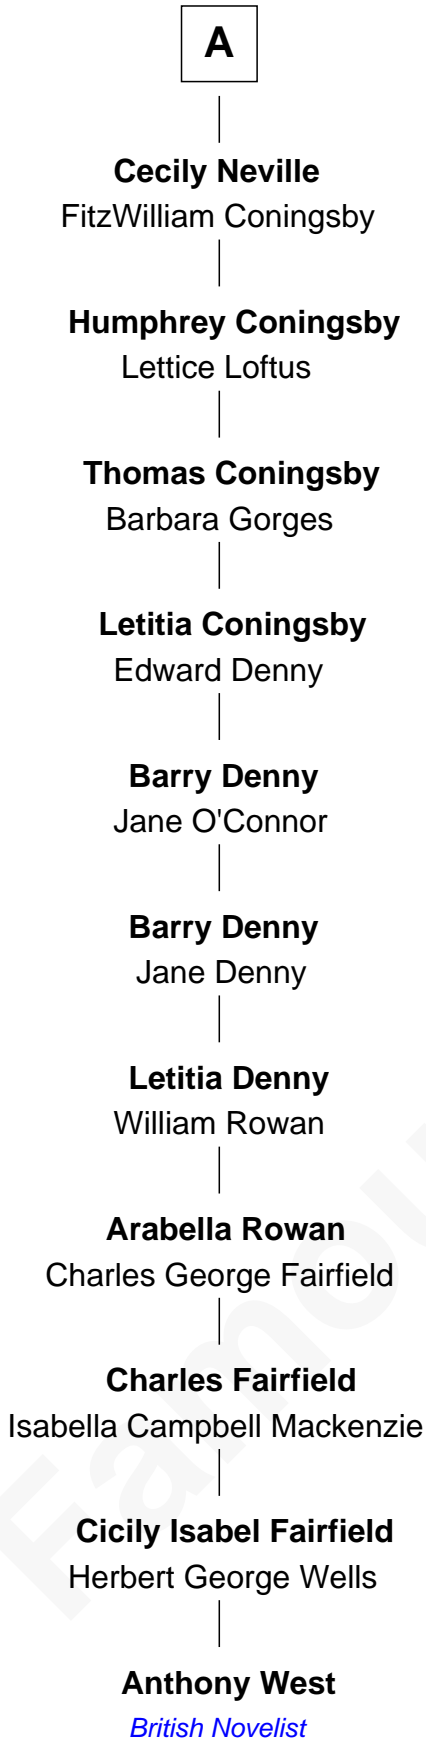 A
Cecily Neville
FitzWilliam Coningsby
Humphrey Coningsby
Lettice Loftus
Thomas Coningsby
Barbara Gorges
Letitia Coningsby
Edward Denny
Barry Denny
Jane O'Connor
Barry Denny
Jane Denny
Letitia Denny
William Rowan
Arabella Rowan
Charles George Fairfield
Charles Fairfield
Isabella Campbell Mackenzie
Cicily Isabel Fairfield
Herbert George Wells
Anthony West
British Novelist
Famou